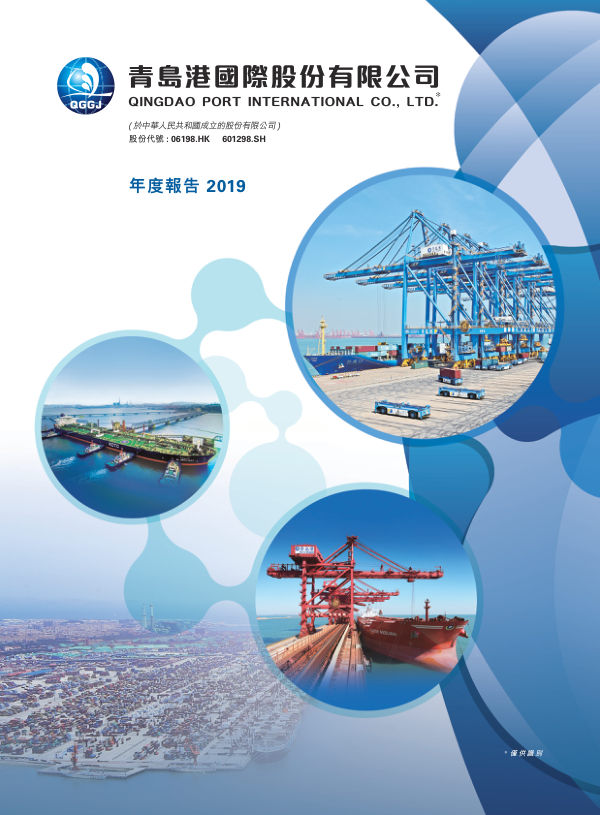 QGGJ
青島港國際股份有限公司
QINGDAO PORT INTERNATIONAL CO., LTD.*
(於中華人民共和國成立的股份有限公司)
股份代號 : 06198.HK 601298.SH
年度報告 2019
* 僅供識別